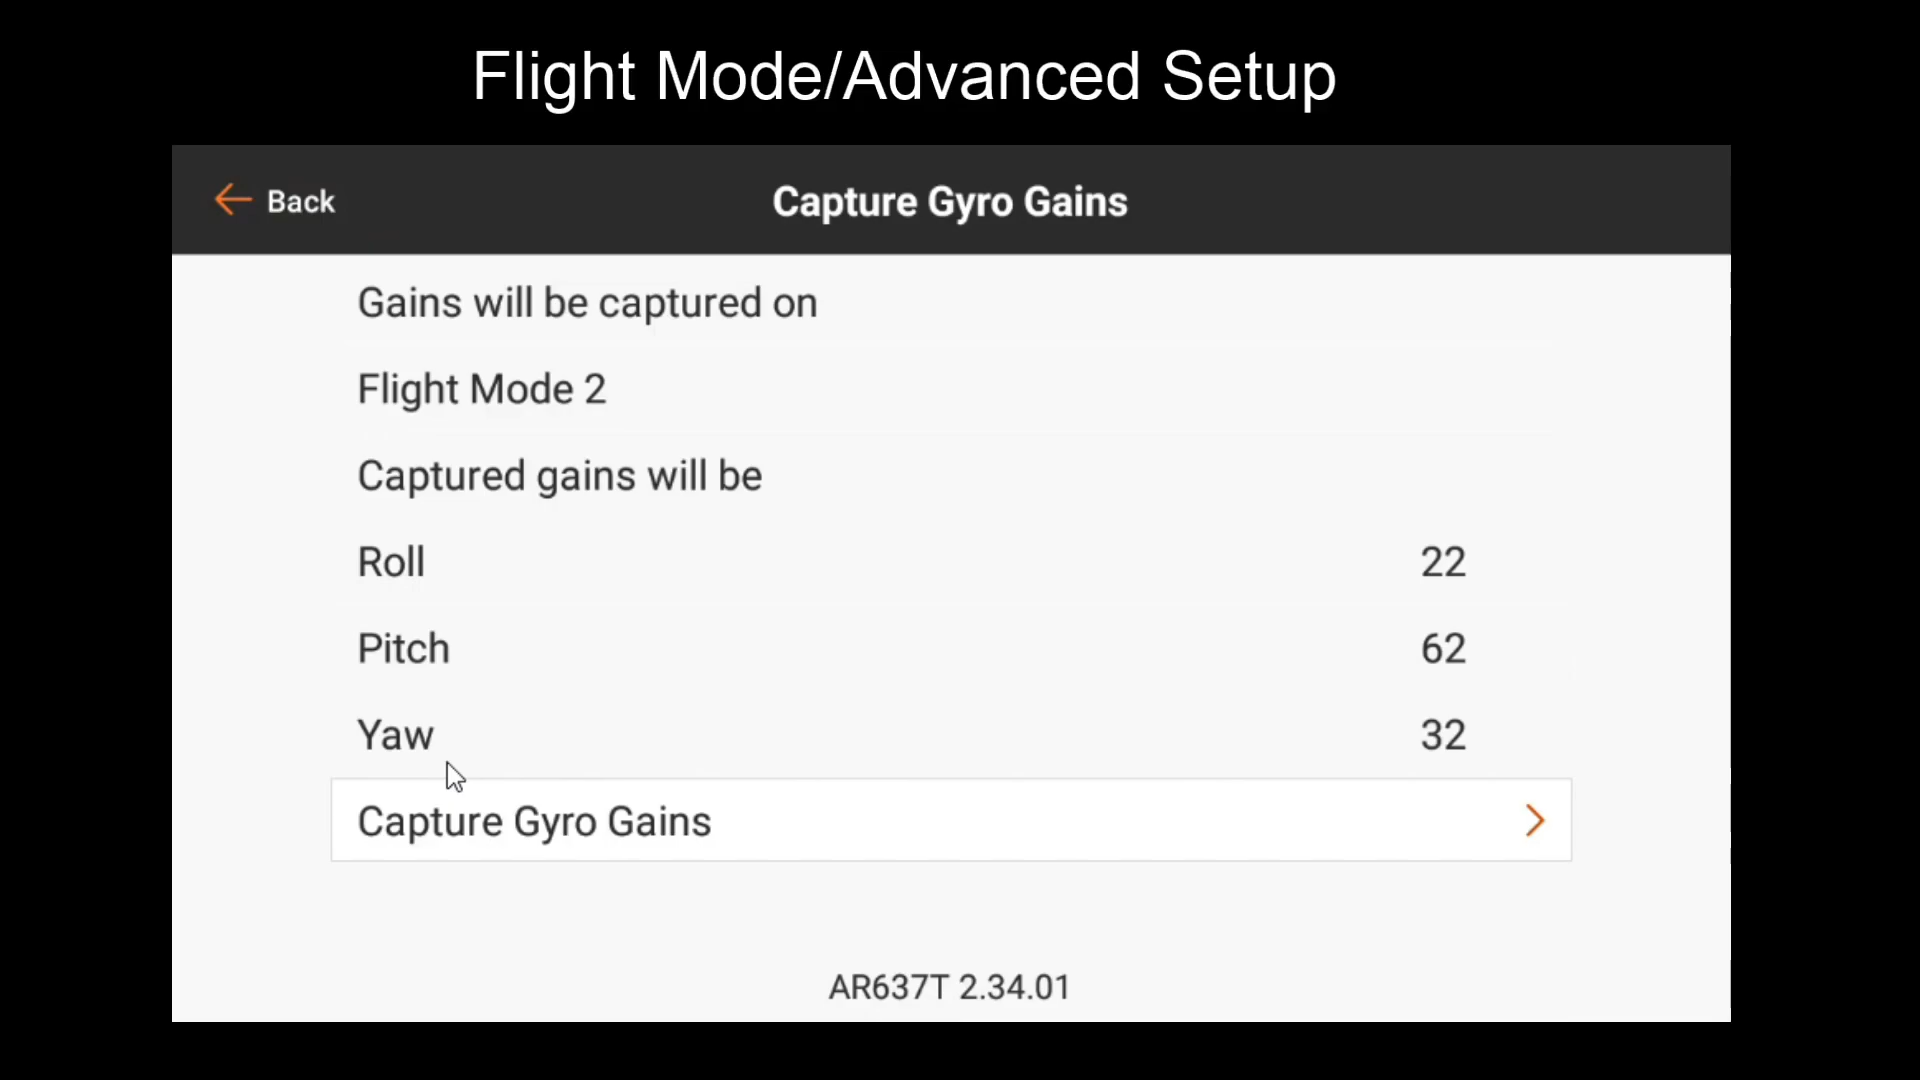 Flight Mode/Advanced Setup
Back
Capture Gyro Gains
Gains will be captured on
Flight Mode 2
Captured gains will be
Roll 22
Pitch 62
Yaw 32
Capture Gyro Gains
AR637T 2.34.01